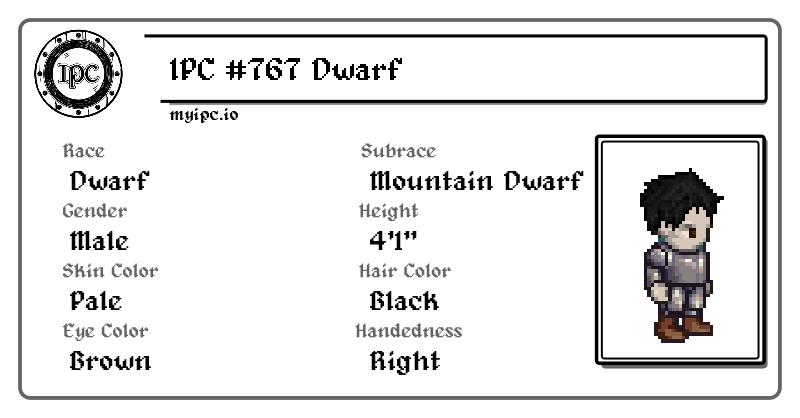 IPC
IPC #767 Dwarf
myipc.io
Race
Subrace
Dwarf
Mountain Dwarf
Gender
Height
Male
4'1"
Skin Color
Hair Color
Pale
Black
Eye Color
Handedness
Brown
Right